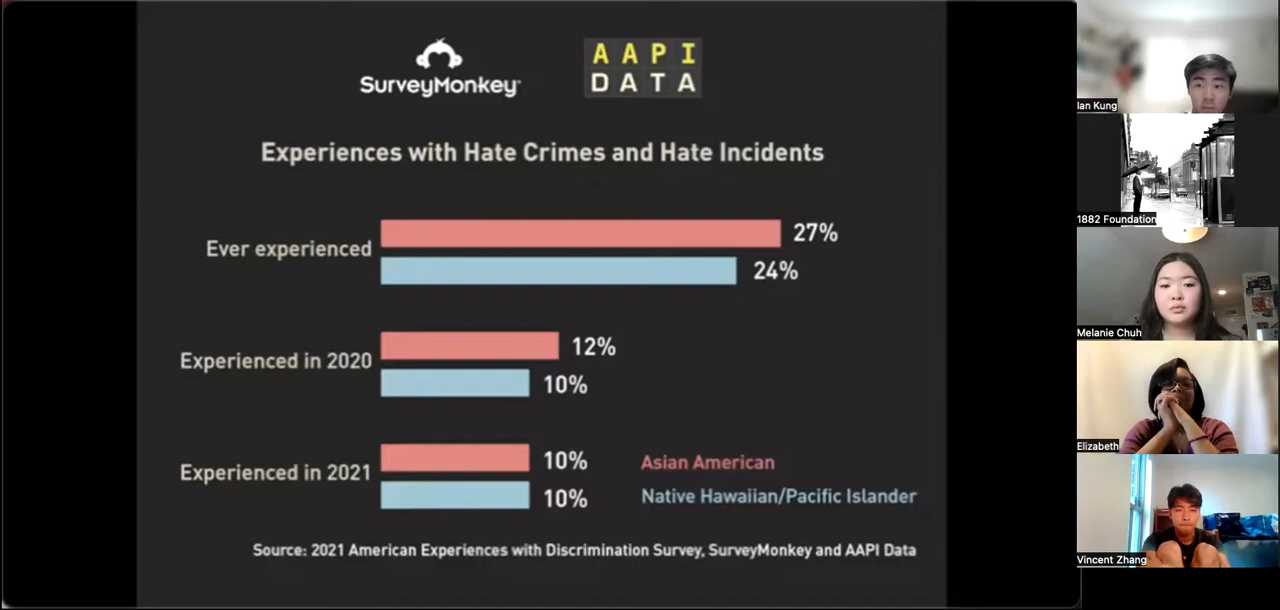 SurveyMonkey
AAPI
DATA
Experiences with Hate Crimes and Hate Incidents
Ever experienced
27%
24%
Experienced in 2020
12%
10%
Experienced in 2021
10%
10%
Asian American
Native Hawaiian/Pacific Islander
Source: 2021 American Experiences with Discrimination Survey, SurveyMonkey and AAPI Data
Ian Kung
1882 Foundation
Melanie Chuh
Elizabeth
Vincent Zhang